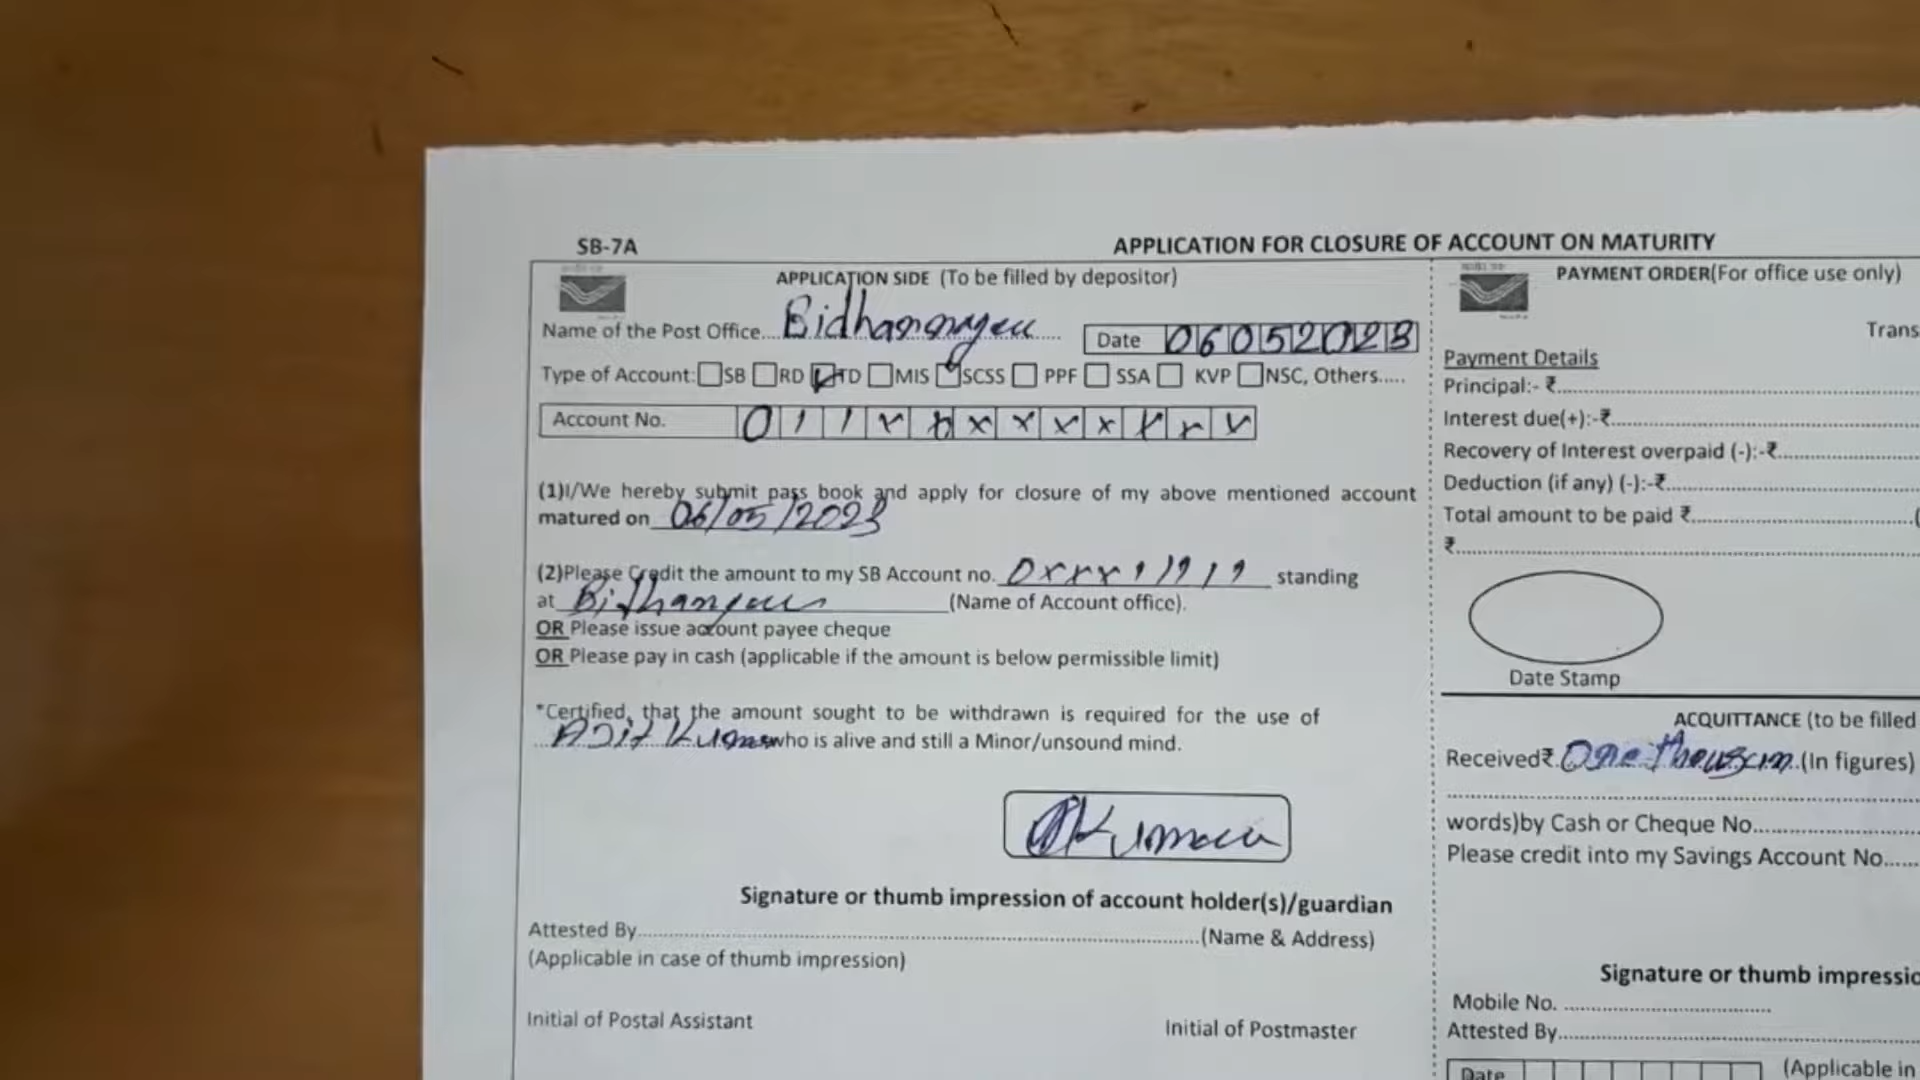 SB-7A
APPLICATION FOR CLOSURE OF ACCOUNT ON MATURITY
APPLICATION SIDE (To be filled by depositor)
Name of the Post Office....
Date 06052023
Type of Account: SB RD TD MIS SCSS PPF SSA KVP NSC, Others.....
Account No. 0 1 1 x x x x x x x x x
(1)I/We hereby submit pass book and apply for closure of my above mentioned account
matured on 06/05/2023
(2)Please Credit the amount to my SB Account no. 0xxx11111 standing
at (Name of Account office).
OR Please issue account payee cheque
OR Please pay in cash (applicable if the amount is below permissible limit)
*Certified, that the amount sought to be withdrawn is required for the use of
who is alive and still a Minor/unsound mind.
Signature or thumb impression of account holder(s)/guardian
Attested By....(Name & Address)
(Applicable in case of thumb impression)
Initial of Postal Assistant
Initial of Postmaster
PAYMENT ORDER(For office use only)
Trans
Payment Details
Principal:- ₹....
Interest due(+):-₹....
Recovery of Interest overpaid (-):-₹....
Deduction (if any) (-):-₹....
Total amount to be paid ₹....(
₹....
Date Stamp
ACQUITTANCE (to be filled
Received₹. One (In figures)
words)by Cash or Cheque No....
Please credit into my Savings Account No......
Signature or thumb impressio
Mobile No. ....
Attested By....
Date
(Applicable in